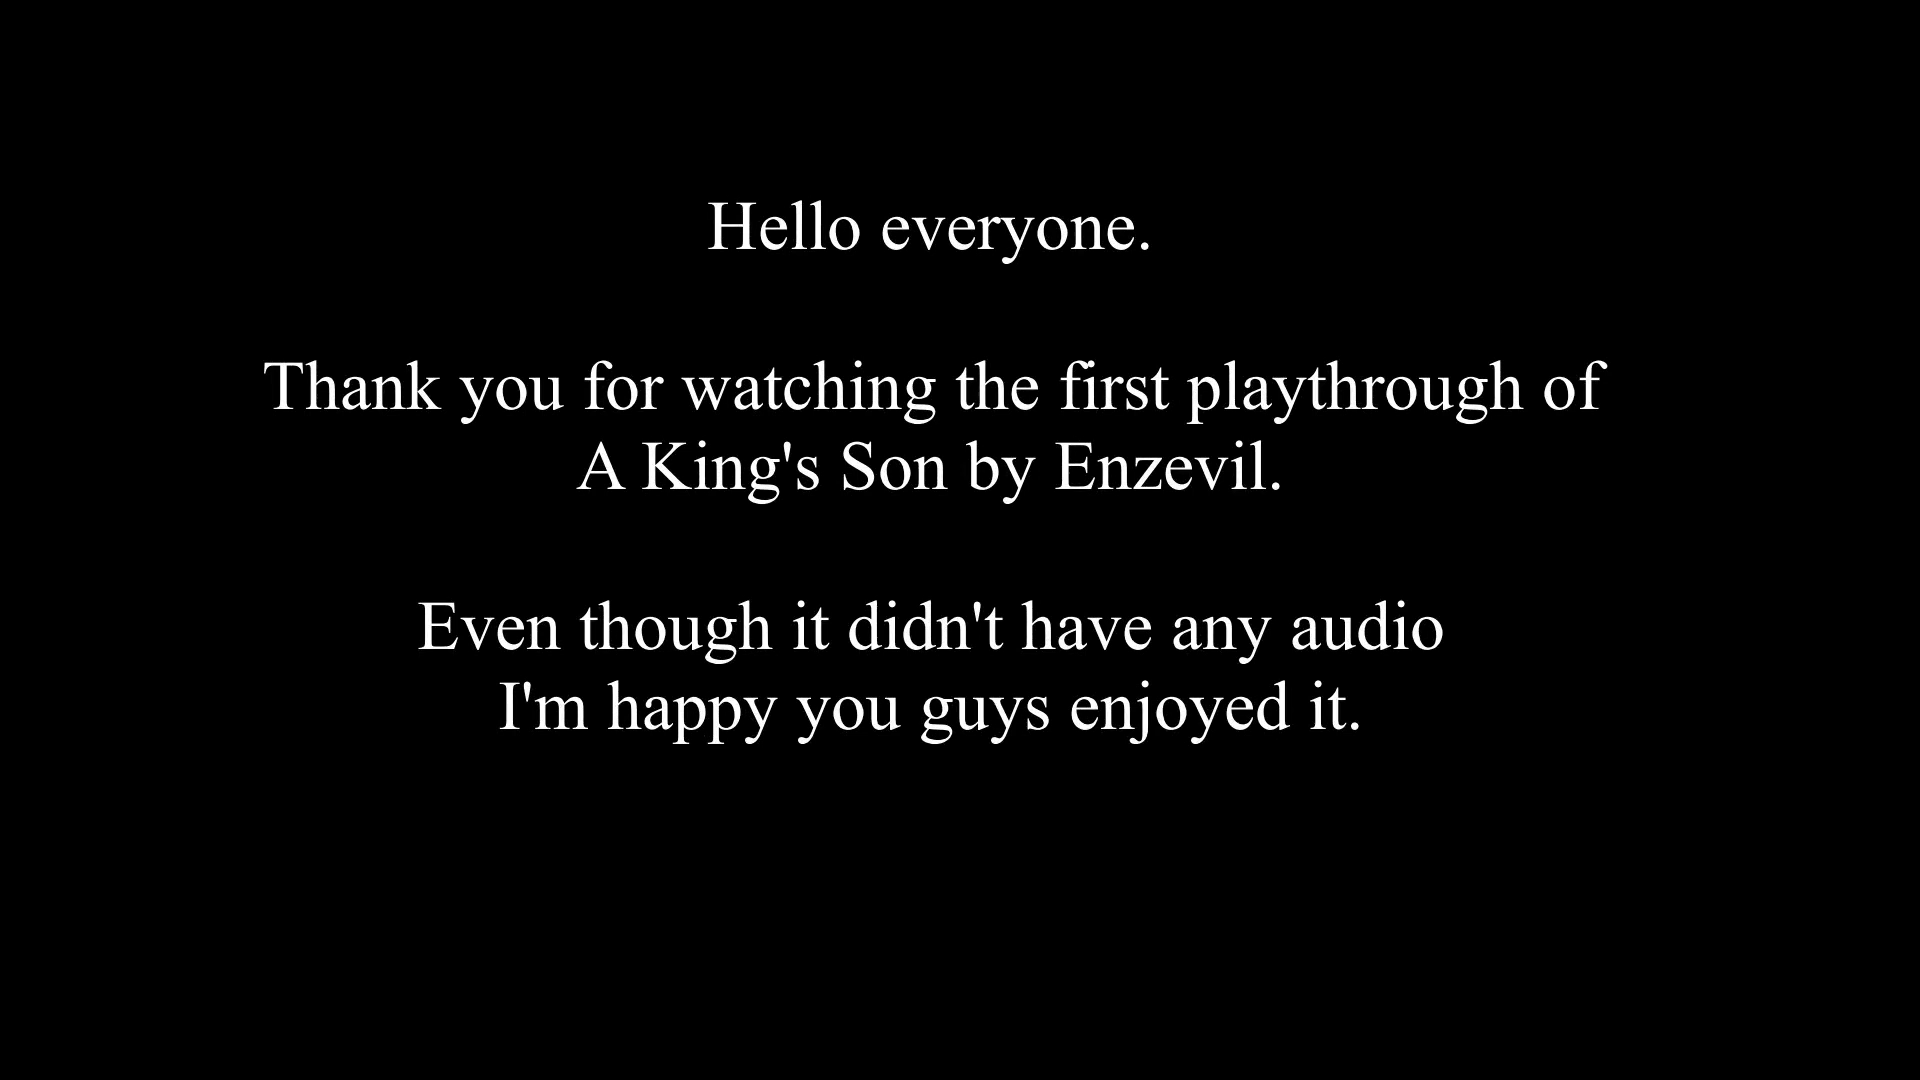 Hello everyone.
Thank you for watching the first playthrough of
A King's Son by Enzevil.
Even though it didn't have any audio
I'm happy you guys enjoyed it.